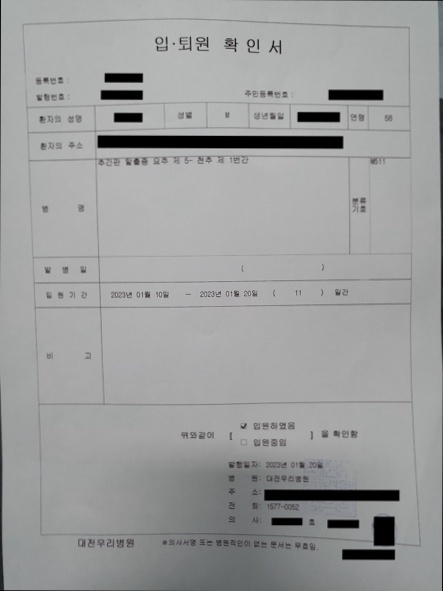 입·퇴원 확인서
등록번호 :
발행번호 : 주민등록번호 :
환자의 성명 성별 M 생년월일 연령 56
환자의 주소
병 명 추간판 탈출증 요추 제 5- 천추 제 1번간 분류기호 M511
발 병 일 ( )
입 원 기 간 2023년 01월 10일 — 2023년 01월 20일 ( 11 ) 일간
비 고
위와같이 [ ☑ 입원하였음 ] 을 확인함
☐ 입원중임
발행일자: 2023년 01월 20일
병 원: 대전우리병원
주 소:
전 화: 1577-0052
의 사: 호
대전우리병원 ※의사서명 또는 병원직인이 없는 문서는 무효임.